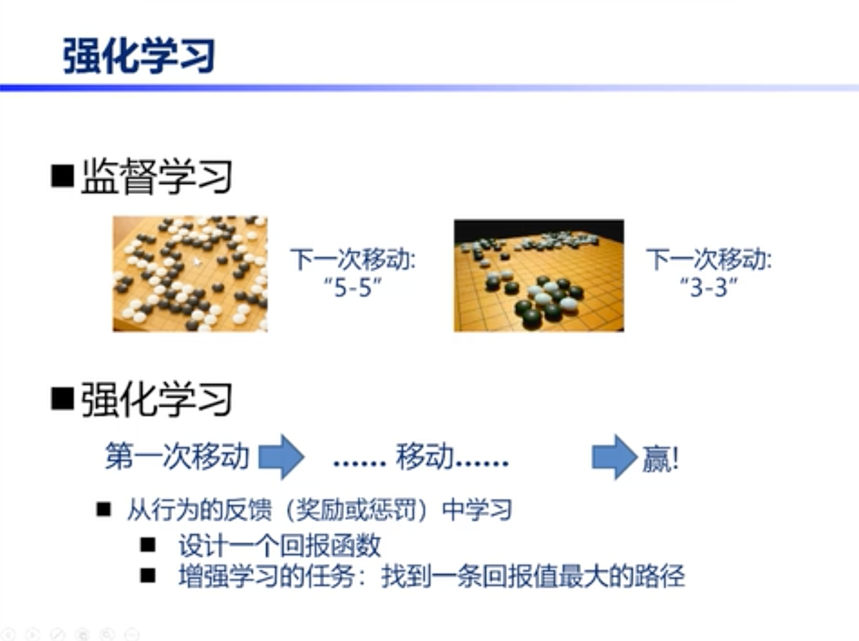 强化学习
■监督学习
下一次移动:
“5-5”
下一次移动:
“3-3”
■强化学习
第一次移动
…… 移动……
赢!
■ 从行为的反馈（奖励或惩罚）中学习
■ 设计一个回报函数
■ 增强学习的任务：找到一条回报值最大的路径